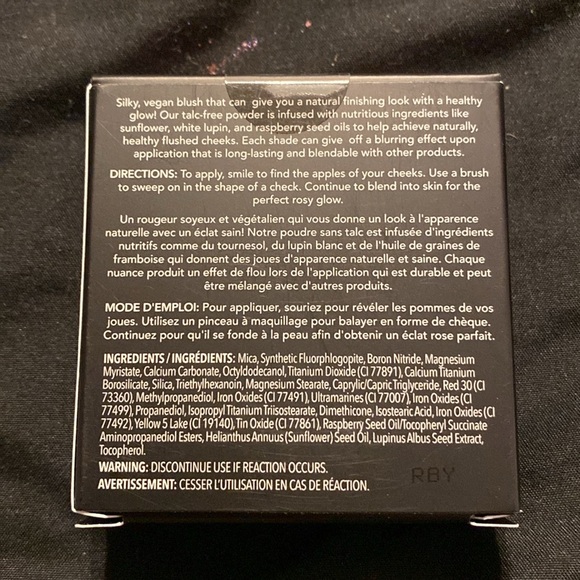 Silky, vegan blush that can give you a natural finishing look with a healthy
glow! Our talc-free powder is infused with nutritious ingredients like
sunflower, white lupin, and raspberry seed oils to help achieve naturally,
healthy flushed cheeks. Each shade can give off a blurring effect upon
application that is long-lasting and blendable with other products.
DIRECTIONS: To apply, smile to find the apples of your cheeks. Use a brush
to sweep on in the shape of a check. Continue to blend into skin for the
perfect rosy glow.
Un rougeur soyeux et végétalien qui vous donne un look à l'apparence
naturelle avec un éclat sain! Notre poudre sans talc est infusée d'ingrédients
nutritifs comme du tournesol, du lupin blanc et de l'huile de graines de
framboise qui donnent des joues d'apparence naturelle et saine. Chaque
nuance produit un effet de flou lors de l'application qui est durable et peut
être mélangé avec d'autres produits.
MODE D'EMPLOI: Pour appliquer, souriez pour révéler les pommes de vos
joues. Utilisez un pinceau à maquillage pour balayer en forme de chèque.
Continuez pour qu'il se fonde à la peau afin d'obtenir un éclat rose parfait.
INGREDIENTS / INGRÉDIENTS: Mica, Synthetic Fluorphlogopite, Boron Nitride, Magnesium
Myristate, Calcium Carbonate, Octyldodecanol, Titanium Dioxide (CI 77891), Calcium Titanium
Borosilicate, Silica, Triethylhexanoin, Magnesium Stearate, Caprylic/Capric Triglyceride, Red 30 (CI
73360), Methylpropanediol, Iron Oxides (CI 77491), Ultramarines (CI 77007), Iron Oxides (CI
77499), Propanediol, Isopropyl Titanium Triisostearate, Dimethicone, Isostearic Acid, Iron Oxides (CI
77492), Yellow 5 Lake (CI 19140), Tin Oxide (CI 77861), Raspberry Seed Oil/Tocopheryl Succinate
Aminopropanediol Esters, Helianthus Annuus (Sunflower) Seed Oil, Lupinus Albus Seed Extract,
Tocopherol.
WARNING: DISCONTINUE USE IF REACTION OCCURS.
AVERTISSEMENT: CESSER L'UTILISATION EN CAS DE RÉACTION.
RBY